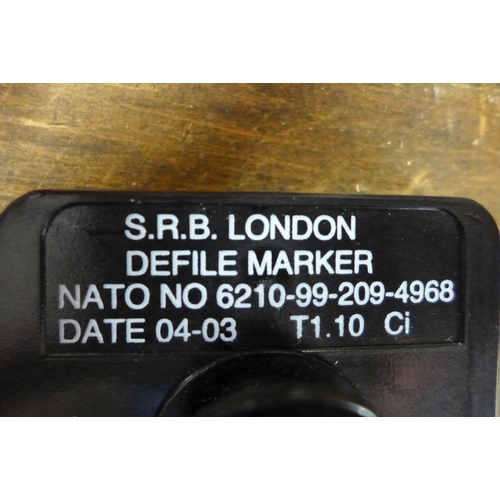 S.R.B. LONDON
DEFILE MARKER
NATO NO 6210-99-209-4968
DATE 04-03 T1.10 Ci